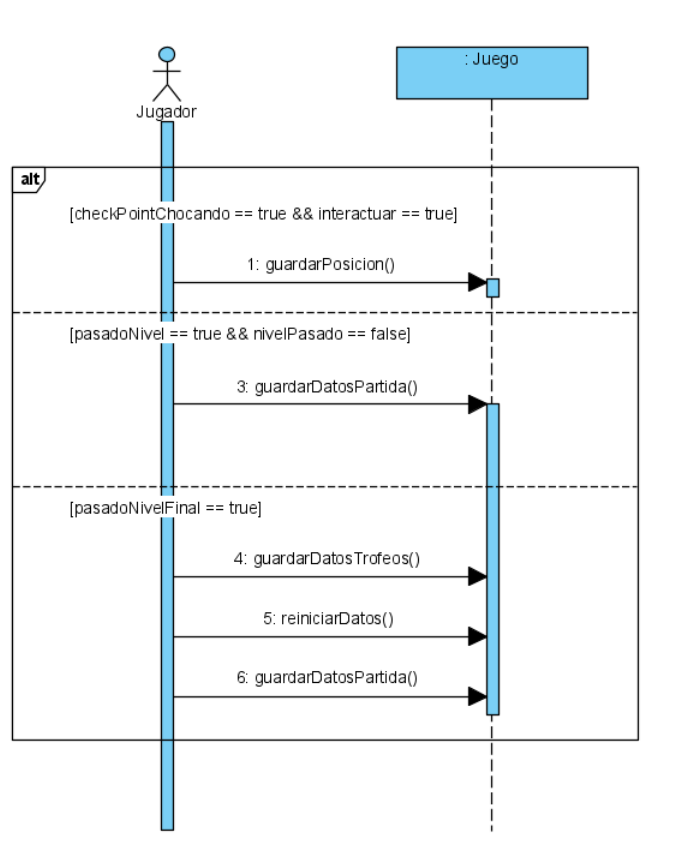 : Juego
Jugador
alt
[checkPointChocando == true && interactuar == true]
1: guardarPosicion()
[pasadoNivel == true && nivelPasado == false]
3: guardarDatosPartida()
[pasadoNivelFinal == true]
4: guardarDatosTrofeos()
5: reiniciarDatos()
6: guardarDatosPartida()